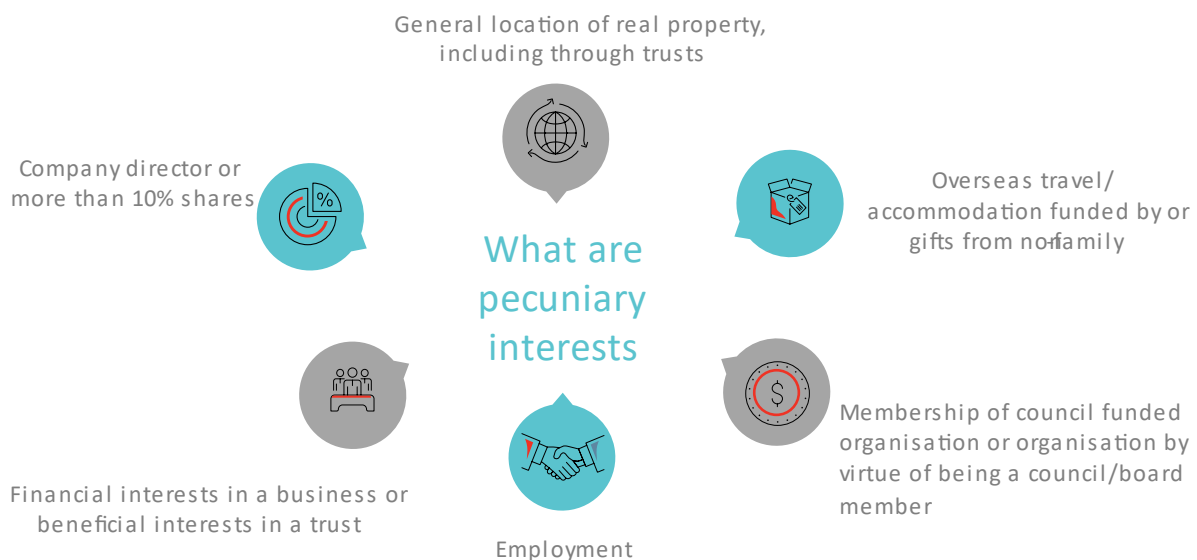 General location of real property,
including through trusts
Company director or
more than 10% shares
%
Overseas travel/
accommodation funded by or
gifts from non-family
What are
pecuniary
interests
$
Membership of council funded
organisation or organisation by
virtue of being a council/board
member
Financial interests in a business or
beneficial interests in a trust
Employment